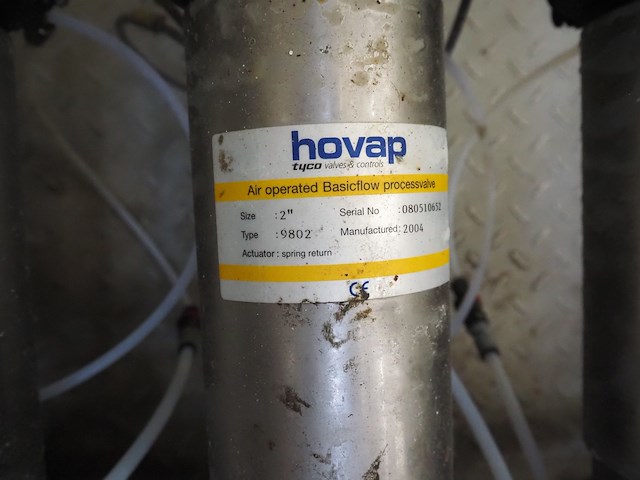 hovap
tyco valves & controls
Air operated Basicflow processvalve
Size : 2" Serial No : 080510652
Type : 9802 Manufactured : 2004
Actuator : spring return
CE